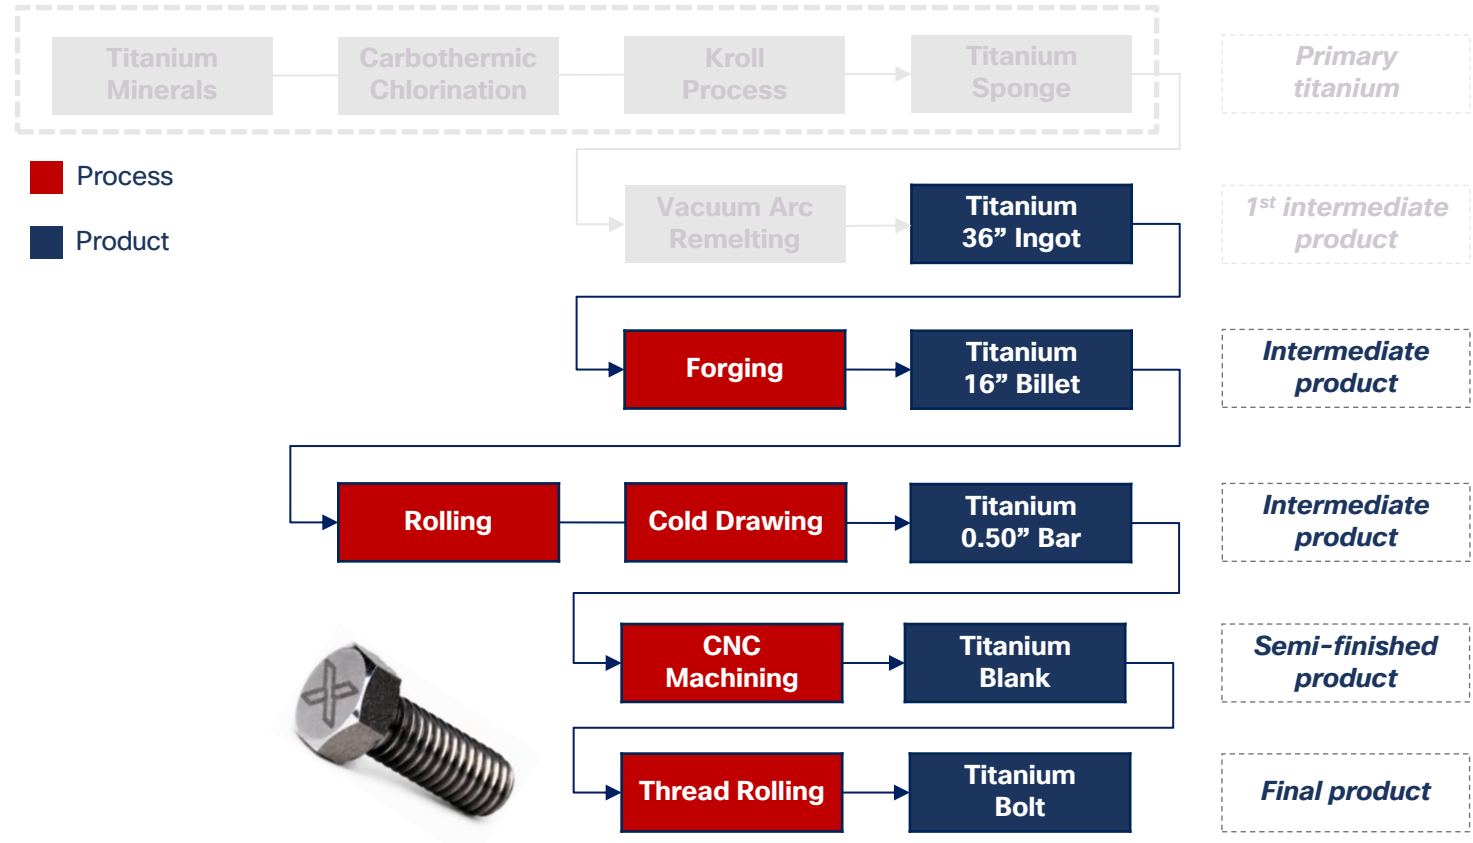 Titanium
Minerals
Carbothermic
Chlorination
Kroll
Process
Titanium
Sponge
Primary
titanium
Process
Product
Vacuum Arc
Remelting
Titanium
36” Ingot
1st intermediate
product
Forging
Titanium
16” Billet
Intermediate
product
Rolling
Cold Drawing
Titanium
0.50” Bar
Intermediate
product
CNC
Machining
Titanium
Blank
Semi-finished
product
Thread Rolling
Titanium
Bolt
Final product